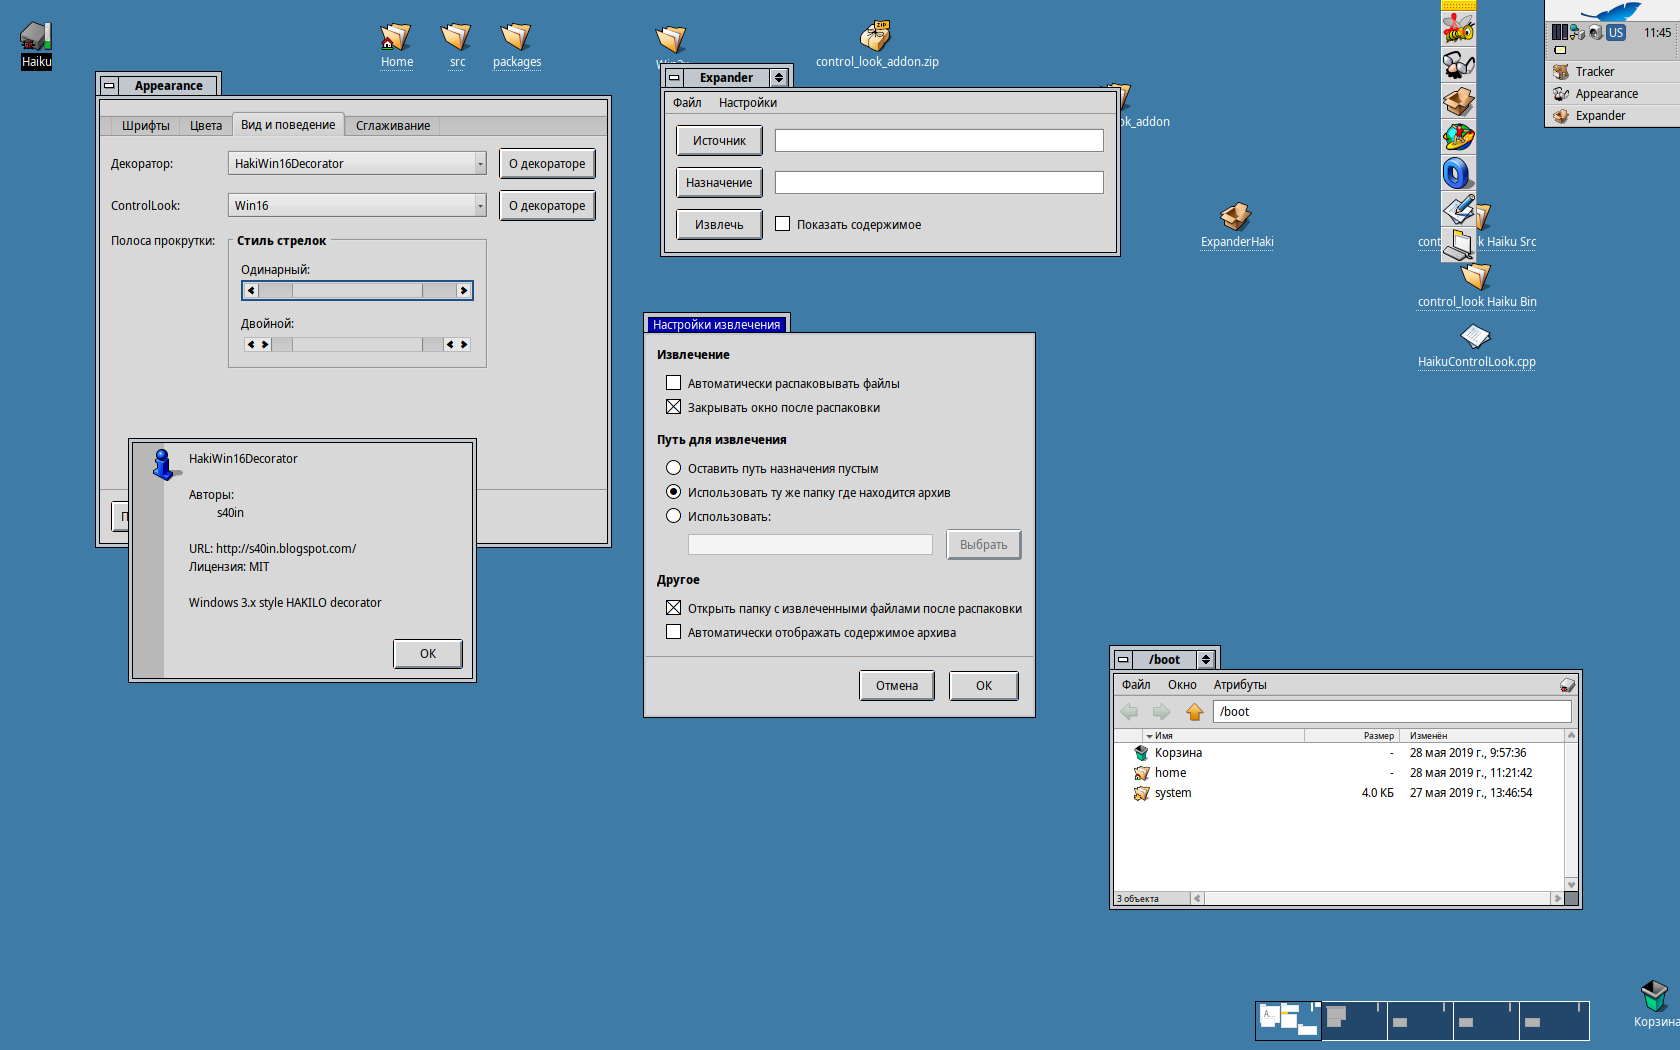 Haiku
Home
src
packages
control_look_addon.zip
US
11:45
Tracker
Appearance
Expander
Appearance
Шрифты
Цвета
Вид и поведение
Сглаживание
Декоратор:
HakiWin16Decorator
О декораторе
ControlLook:
Win16
О декораторе
Полоса прокрутки:
Стиль стрелок
Одинарный:
Двойной:
HakiWin16Decorator
Авторы:
s40in
URL: http://s40in.blogspot.com/
Лицензия: MIT
Windows 3.x style HAKILO decorator
OK
Expander
Файл
Настройки
Источник
Назначение
Извлечь
Показать содержимое
ok_addon
ExpanderHaki
cont
k Haiku Src
control_look Haiku Bin
HaikuControlLook.cpp
Настройки извлечения
Извлечение
Автоматически распаковывать файлы
Закрывать окно после распаковки
Путь для извлечения
Оставить путь назначения пустым
Использовать ту же папку где находится архив
Использовать:
Выбрать
Другое
Открыть папку с извлеченными файлами после распаковки
Автоматически отображать содержимое архива
Отмена
OK
/boot
Файл
Окно
Атрибуты
/boot
Имя
Размер
Изменён
Корзина
-
28 мая 2019 г., 9:57:36
home
-
28 мая 2019 г., 11:21:42
system
4.0 КБ
27 мая 2019 г., 13:46:54
3 объекта
A...
Корзина